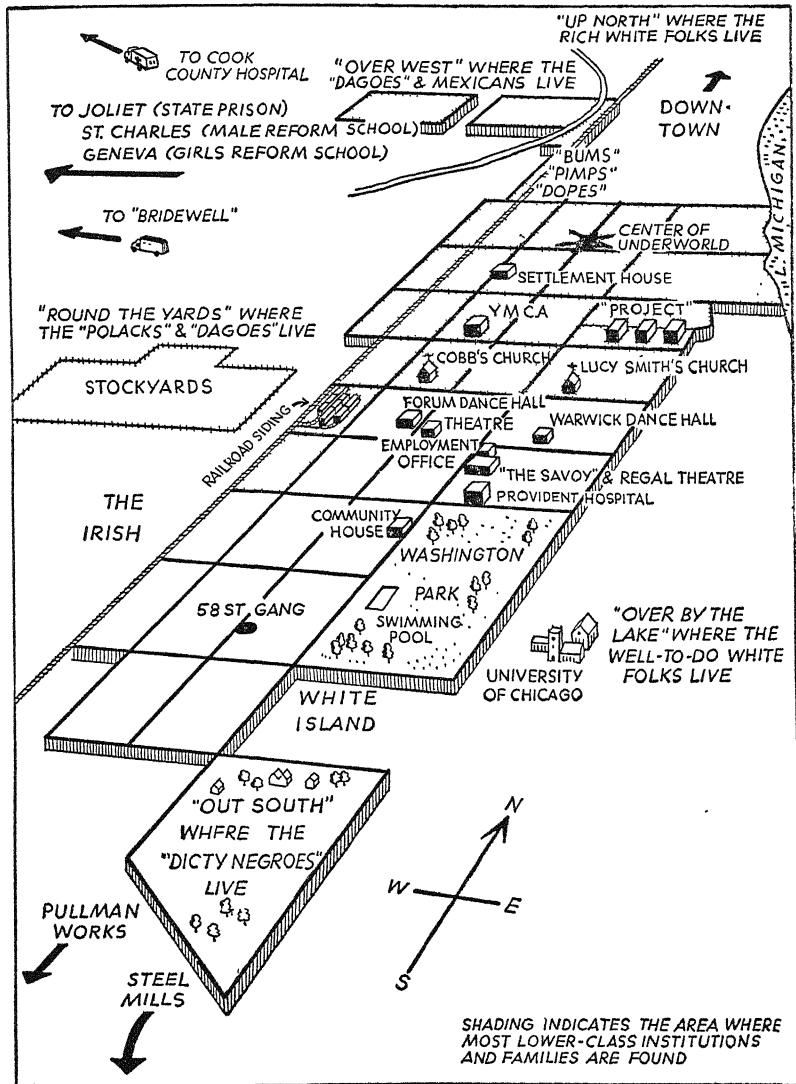 "UP NORTH" WHERE THE
RICH WHITE FOLKS LIVE
TO COOK
COUNTY HOSPITAL
"OVER WEST" WHERE THE
"DAGOES" & MEXICANS LIVE
DOWN-
TOWN
TO JOLIET (STATE PRISON)
ST. CHARLES (MALE REFORM SCHOOL)
GENEVA (GIRLS REFORM SCHOOL)
L. MICHIGAN
"BUMS"
"PIMPS"
"DOPES"
TO "BRIDEWELL"
CENTER OF
UNDERWORLD
SETTLEMENT HOUSE
"ROUND THE YARDS" WHERE
THE "POLACKS" & "DAGOES" LIVE
YMCA
"PROJECT"
STOCKYARDS
COBB'S CHURCH
LUCY SMITH'S CHURCH
RAILROAD SIDING
FORUM DANCE HALL
THEATRE
WARWICK DANCE HALL
EMPLOYMENT
OFFICE
"THE SAVOY" & REGAL THEATRE
PROVIDENT HOSPITAL
THE
IRISH
COMMUNITY
HOUSE
WASHINGTON
PARK
SWIMMING
POOL
58 ST. GANG
"OVER BY THE
LAKE" WHERE THE
WELL-TO-DO WHITE
FOLKS LIVE
UNIVERSITY
OF CHICAGO
WHITE
ISLAND
"OUT SOUTH"
WHFRE THE
"DICTY NEGROES"
LIVE
N
W
E
S
PULLMAN
WORKS
STEEL
MILLS
SHADING INDICATES THE AREA WHERE
MOST LOWER-CLASS INSTITUTIONS
AND FAMILIES ARE FOUND